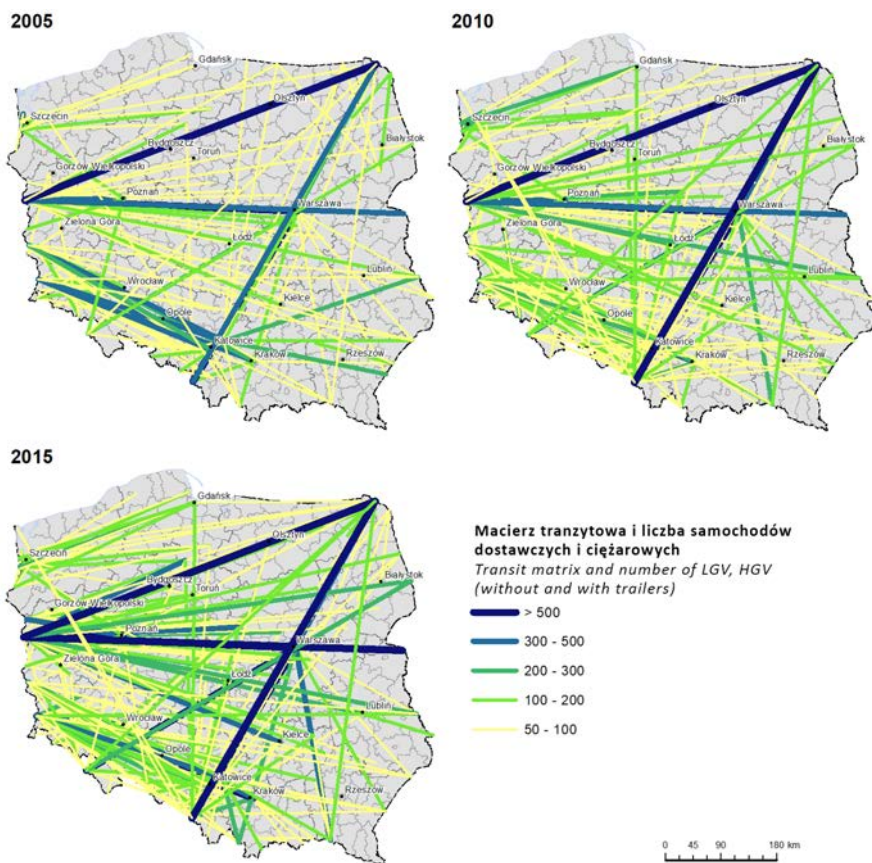 2005
Gdańsk
Olsztyn
Szczecin
Bydgoszcz
Toruń
Białystok
Gorzów Wielkopolski
Poznań
Warszawa
Zielona Góra
Łódź
Lublin
Wrocław
Kielce
Opole
Katowice
Kraków
Rzeszów
2010
Gdańsk
Olsztyn
Szczecin
Bydgoszcz
Toruń
Białystok
Gorzów Wielkopolski
Poznań
Warszawa
Zielona Góra
Łódź
Lublin
Wrocław
Kielce
Opole
Katowice
Kraków
Rzeszów
2015
Gdańsk
Olsztyn
Szczecin
Bydgoszcz
Toruń
Białystok
Gorzów Wielkopolski
Poznań
Warszawa
Zielona Góra
Łódź
Lublin
Wrocław
Kielce
Opole
Katowice
Kraków
Rzeszów
Macierz tranzytowa i liczba samochodów
dostawczych i ciężarowych
Transit matrix and number of LGV, HGV
(without and with trailers)
> 500
300 - 500
200 - 300
100 - 200
50 - 100
0 45 90 180 km